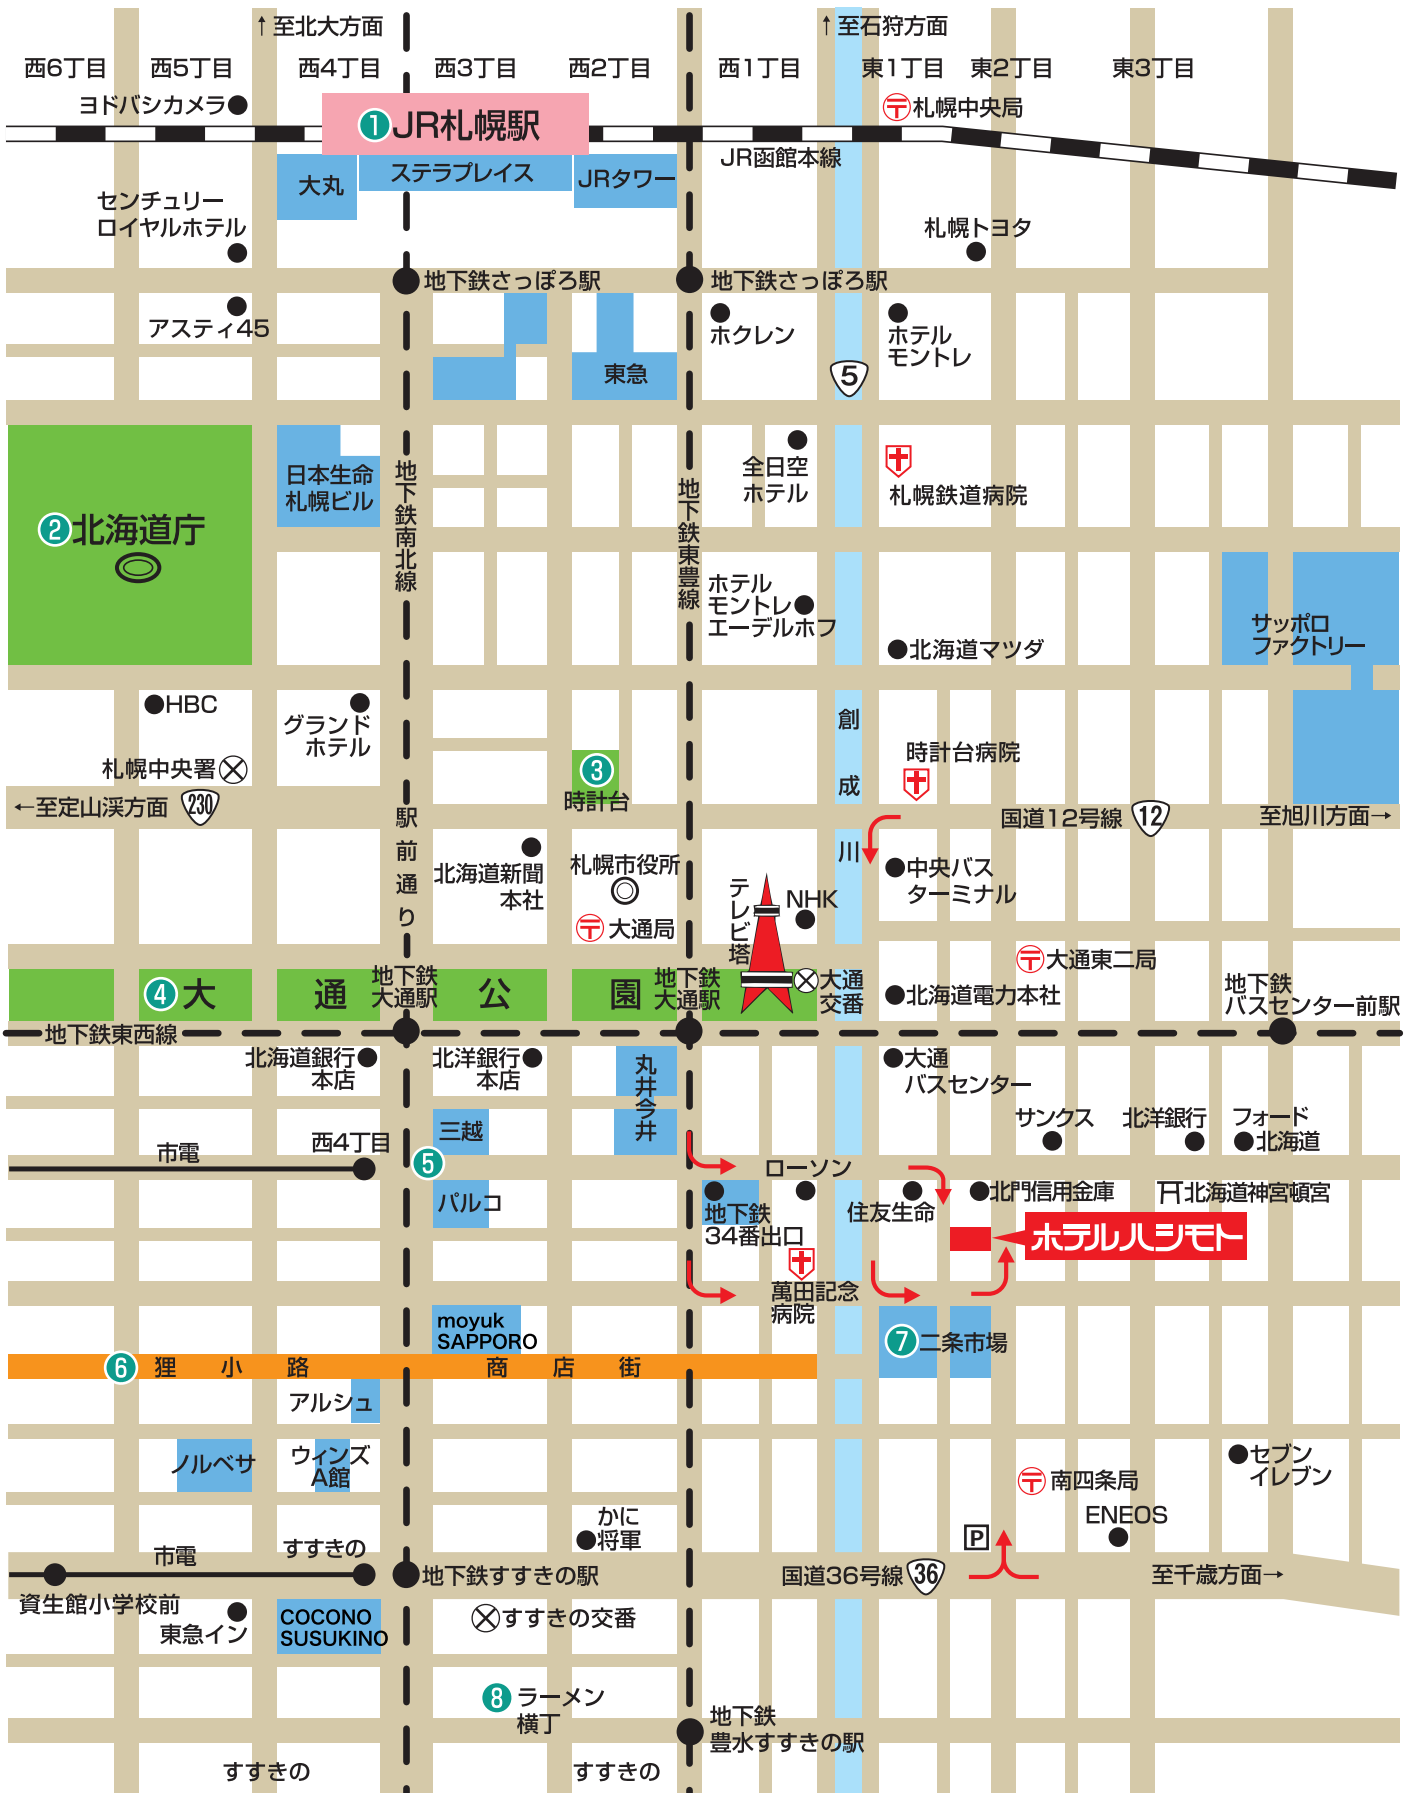 ↑至北大方面
↑至石狩方面
西6丁目
西5丁目
西4丁目
西3丁目
西2丁目
西1丁目
東1丁目
東2丁目
東3丁目
ヨドバシカメラ
1 JR札幌駅
〒札幌中央局
JR函館本線
大丸
ステラプレイス
JRタワー
センチュリー
ロイヤルホテル
札幌トヨタ
地下鉄さっぽろ駅
地下鉄さっぽろ駅
アスティ45
ホクレン
ホテル
モントレ
東急
5
日本生命
札幌ビル
地下鉄南北線
地下鉄東豊線
全日空
ホテル
札幌鉄道病院
2 北海道庁
ホテル
モントレ
エーデルホフ
北海道マツダ
サッポロ
ファクトリー
HBC
グランド
ホテル
創成川
時計台病院
札幌中央署
3
時計台
←至定山渓方面
230
駅前通り
国道12号線
12
至旭川方面→
北海道新聞
本社
札幌市役所
〒大通局
テレビ塔
NHK
中央バス
ターミナル
4 大通公園
地下鉄
大通駅
地下鉄
大通駅
大通
交番
〒大通東二局
北海道電力本社
地下鉄
バスセンター前駅
地下鉄東西線
北海道銀行
本店
北洋銀行
本店
丸井今井
大通
バスセンター
サンクス
北洋銀行
フォード
北海道
市電
西4丁目
三越
5
パルコ
ローソン
地下鉄
34番出口
住友生命
北門信用金庫
北海道神宮頓宮
ホテルハシモト
萬田記念
病院
moyuk
SAPPORO
7 二条市場
6 狸小路商店街
アルシュ
ノルベサ
ウィンズ
A館
セブン
イレブン
〒南四条局
ENEOS
かに
将軍
P
市電
すすきの
地下鉄すすきの駅
国道36号線
36
至千歳方面→
資生館小学校前
東急イン
COCONO
SUSUKINO
すすきの交番
8 ラーメン
横丁
地下鉄
豊水すすきの駅
すすきの
すすきの